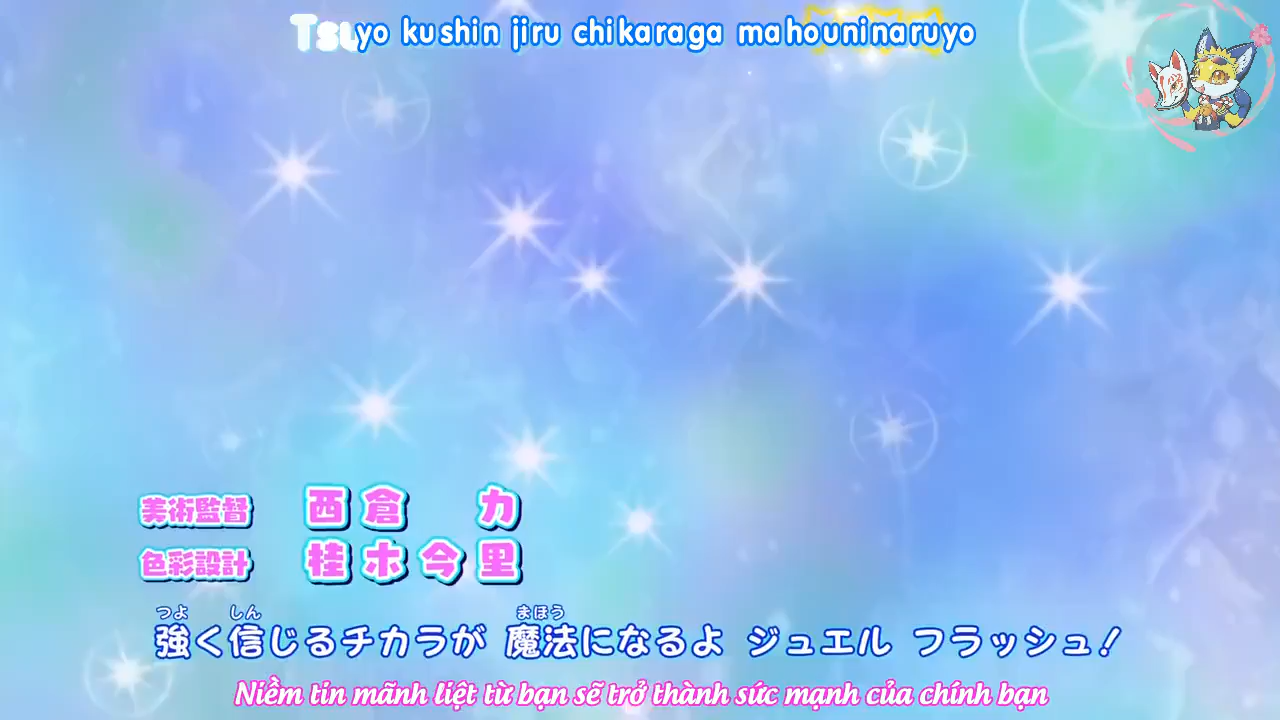 Tsuyo kushin jiru chikaraga mahouninaruyo
美術監督 西倉 力
色彩設計 桂木今里
つよ しん まほう
強く信じるチカラが 魔法になるよ ジュエル フラッシュ!
Niềm tin mãnh liệt từ bạn sẽ trở thành sức mạnh của chính bạn